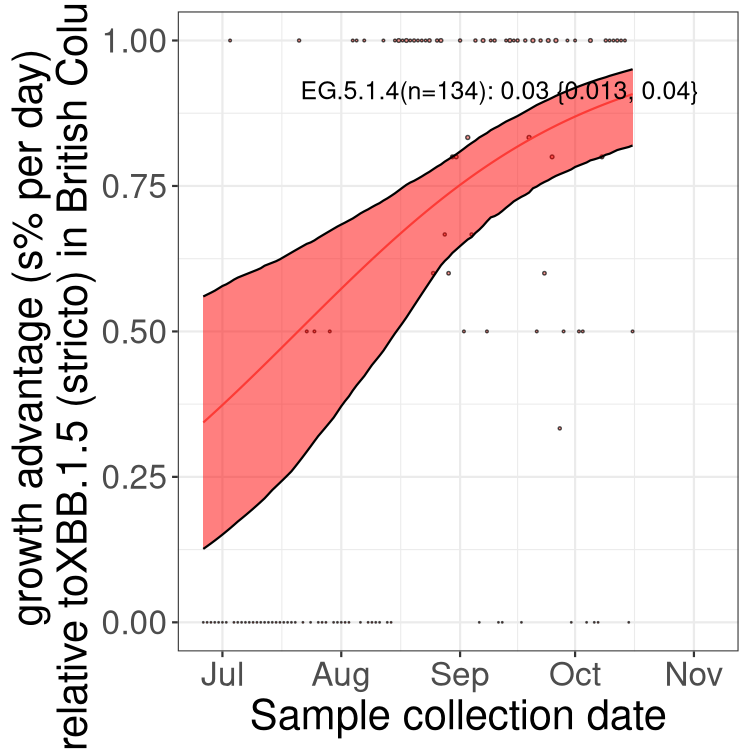 growth advantage (s% per day)
relative toXBB.1.5 (stricto) in British Colu
1.00
0.75
0.50
0.25
0.00
EG.5.1.4(n=134): 0.03 {0.013, 0.04}
Jul Aug Sep Oct Nov
Sample collection date